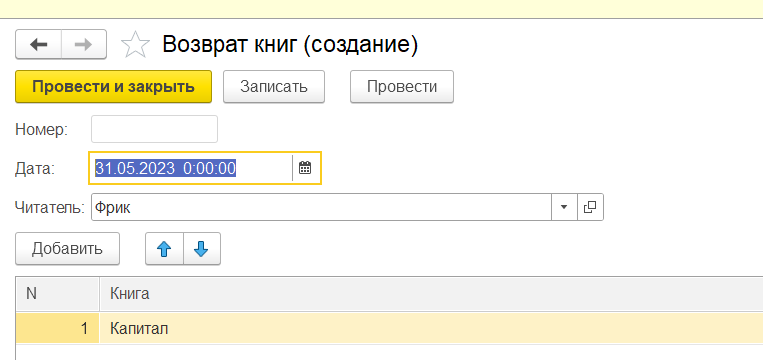 Возврат книг (создание)
Провести и закрыть Записать Провести
Номер:
Дата: 31.05.2023 0:00:00
Читатель: Фрик
Добавить
N Книга
1 Капитал